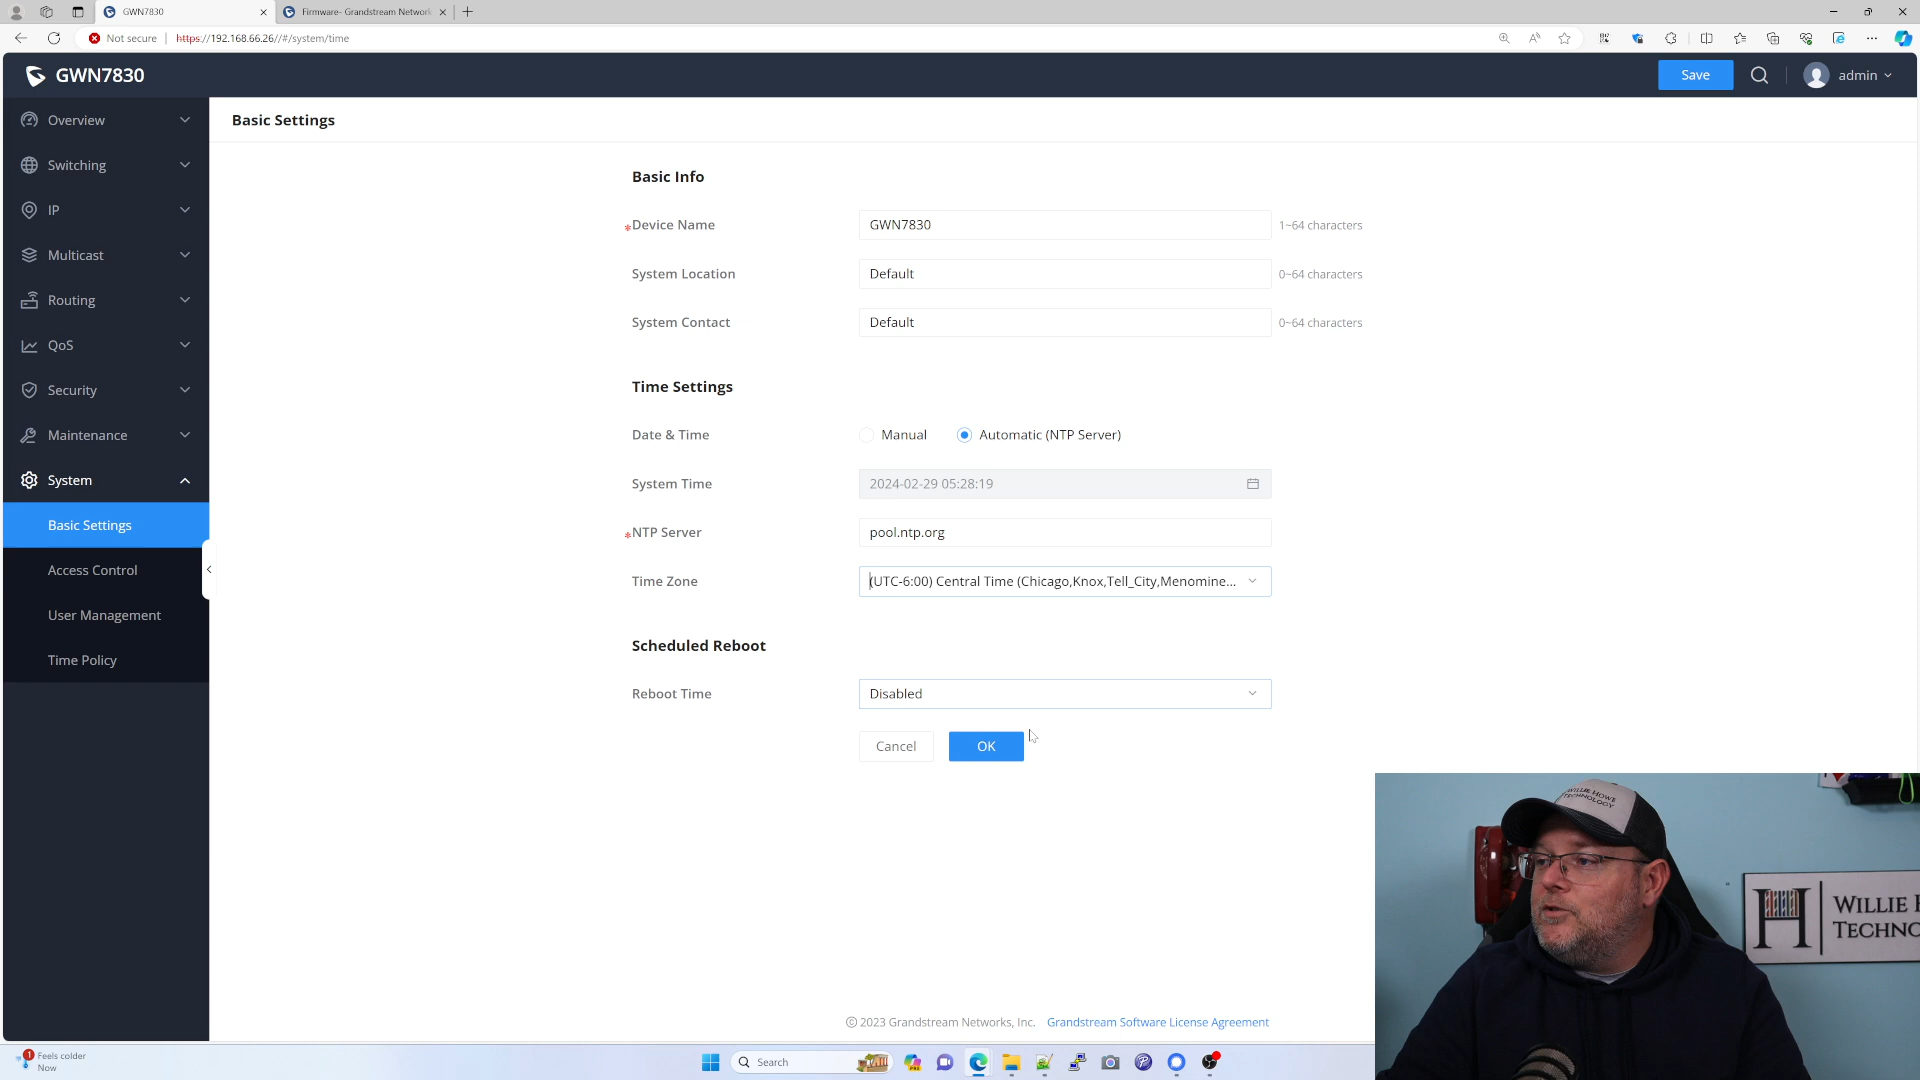 GWN7830
Firmware- Grandstream Network
Not secure
https://192.168.66.26//#/system/time
GWN7830
Save
admin
Overview
Switching
IP
Multicast
Routing
QoS
Security
Maintenance
System
Basic Settings
Access Control
User Management
Time Policy
Basic Settings
Basic Info
*Device Name
GWN7830
1~64 characters
System Location
Default
0~64 characters
System Contact
Default
0~64 characters
Time Settings
Date & Time
Manual
Automatic (NTP Server)
System Time
2024-02-29 05:28:19
*NTP Server
pool.ntp.org
Time Zone
(UTC-6:00) Central Time (Chicago,Knox,Tell_City,Menomine...
Scheduled Reboot
Reboot Time
Disabled
Cancel
OK
© 2023 Grandstream Networks, Inc. Grandstream Software License Agreement
WILLIE HOWE
TECHNOLOGY
WILLIE H
TECHNO
1
Feels colder
Now
Search